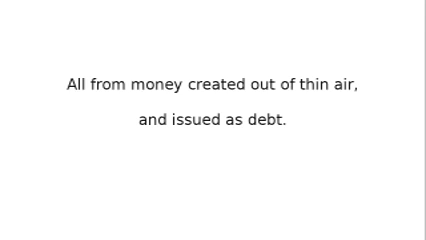 All from money created out of thin air,
and issued as debt.